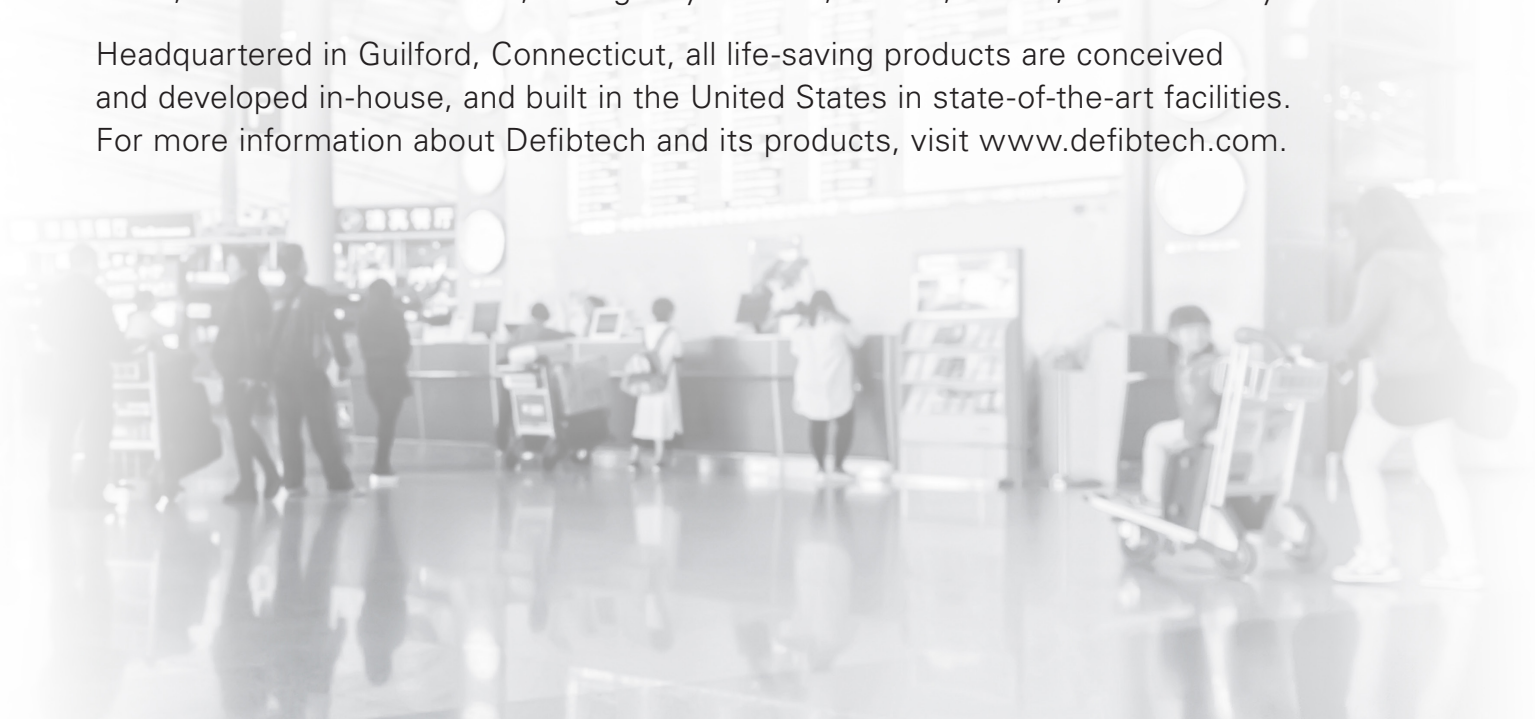 Headquartered in Guilford, Connecticut, all life-saving products are conceived
and developed in-house, and built in the United States in state-of-the-art facilities.
For more information about Defibtech and its products, visit www.defibtech.com.